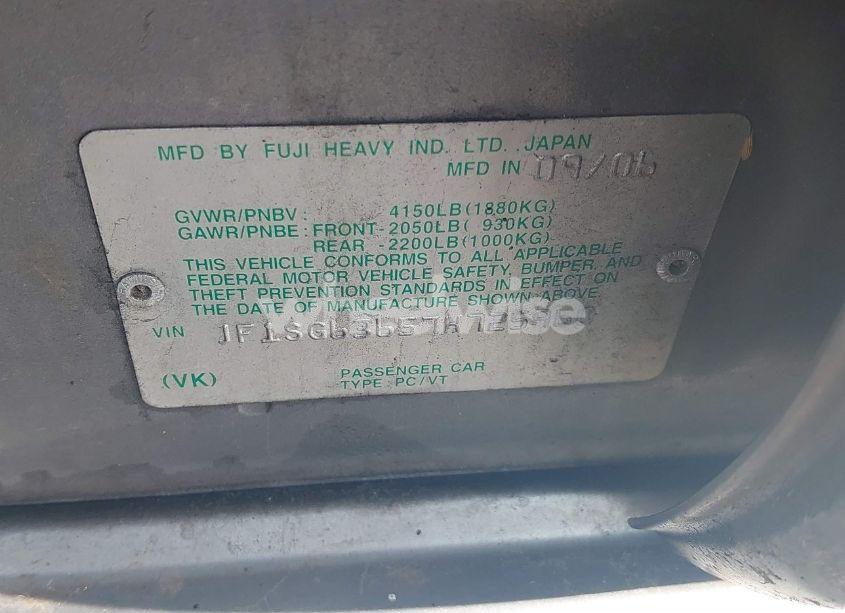 MFD BY FUJI HEAVY IND. LTD. JAPAN
MFD IN 09/06
GVWR/PNBV : 4150LB(1880KG)
GAWR/PNBE : FRONT-2050LB( 930KG)
REAR -2200LB(1000KG)
THIS VEHICLE CONFORMS TO ALL APPLICABLE
FEDERAL MOTOR VEHICLE SAFETY, BUMPER, AND
THEFT PREVENTION STANDARDS IN EFFECT ON
THE DATE OF MANUFACTURE SHOWN ABOVE.
VIN
(VK)
PASSENGER CAR
TYPE : PC/VT